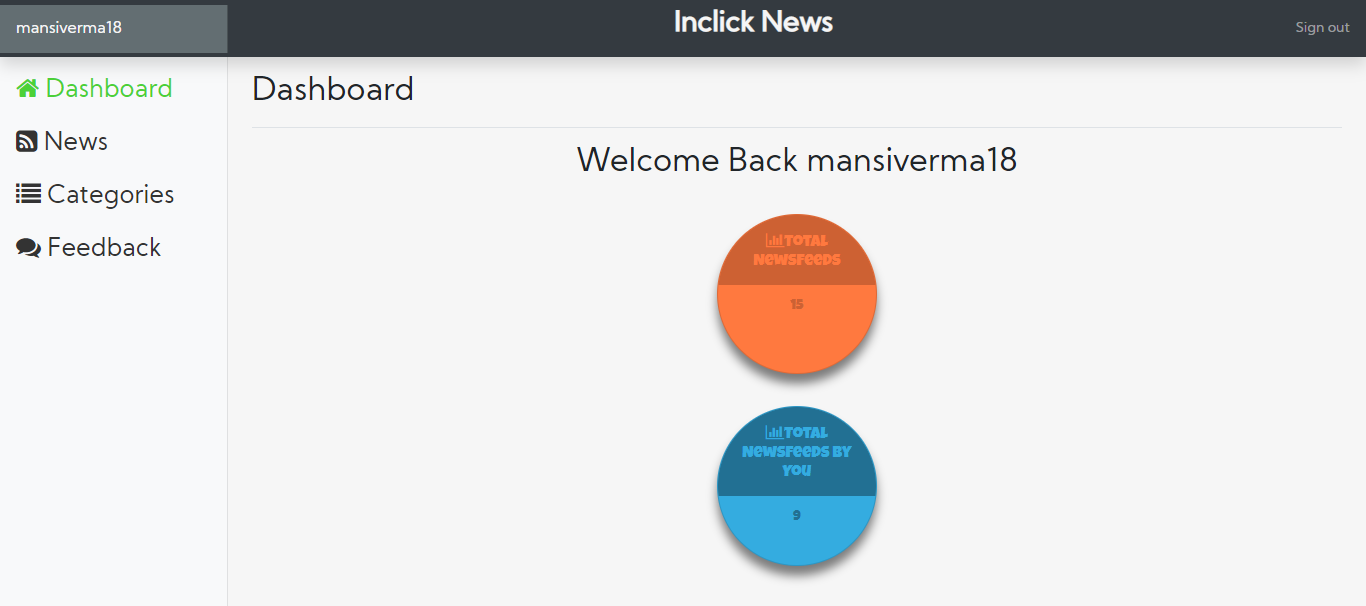 mansiverma18
Inclick News
Sign out
Dashboard
News
Categories
Feedback
Dashboard
Welcome Back mansiverma18
TOTAL
NEWSFEEDS
15
TOTAL
NEWSFEEDS BY
YOU
9